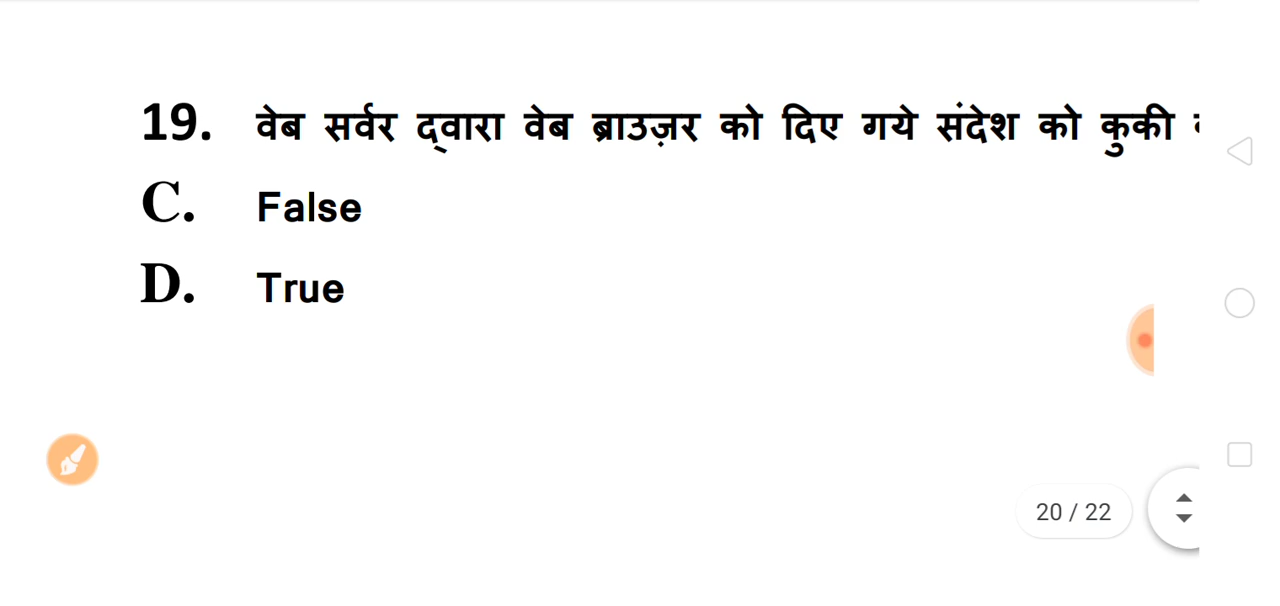 19. वेब सर्वर द्वारा वेब ब्राउज़र को दिए गये संदेश को कुकी
C. False
D. True
20 / 22